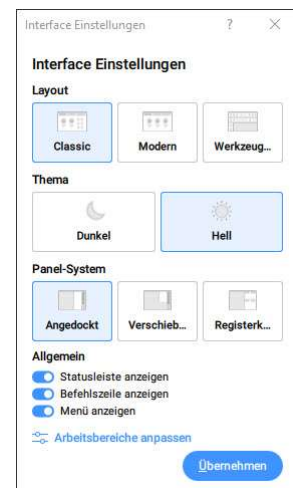 Interface Einstellungen ?
Interface Einstellungen
Layout
Classic Modern Werkzeug...
Thema
Dunkel Hell
Panel-System
Angedockt Verschieb... Registerk...
Allgemein
Statusleiste anzeigen
Befehlszeile anzeigen
Menü anzeigen
Arbeitsbereiche anpassen
Übernehmen